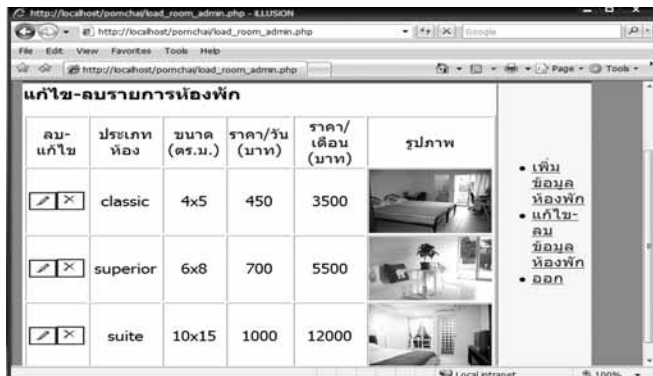 http://localhost/pornchai/load_room_admin.php - ILLUSION
http://localhost/pornchai/load_room_admin.php
Google
File Edit View Favorites Tools Help
http://localhost/pornchai/load_room_admin.php
Page Tools
แก้ไข-ลบรายการห้องพัก
ลบ-แก้ไข ประเภทห้อง ขนาด (ตร.ม.) ราคา/วัน (บาท) ราคา/เดือน (บาท) รูปภาพ
classic 4x5 450 3500
superior 6x8 700 5500
suite 10x15 1000 12000
เพิ่ม
ข้อมูล
ห้องพัก
แก้ไข-
ลบ
ข้อมูล
ห้องพัก
ออก
Local intranet 100%